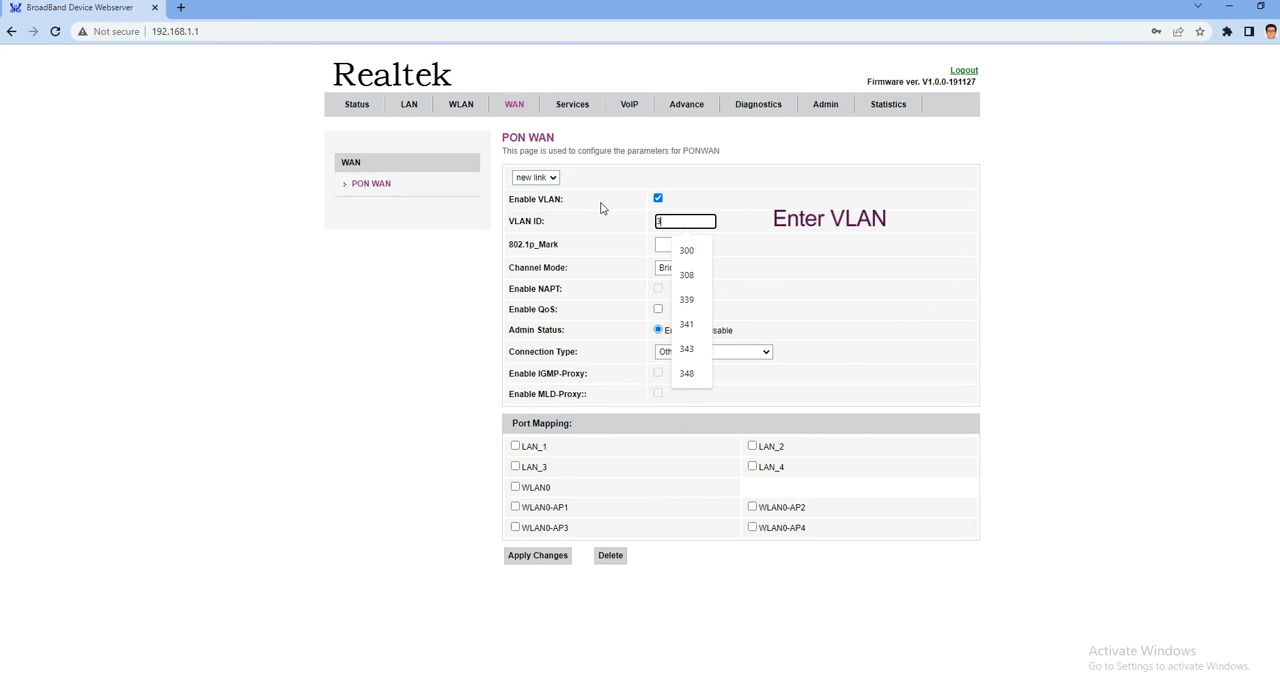 BroadBand Device Webserver
Not secure | 192.168.1.1
Realtek
Logout
Firmware ver. V1.0.0-191127
Status LAN WLAN WAN Services VoIP Advance Diagnostics Admin Statistics
WAN
> PON WAN
PON WAN
This page is used to configure the parameters for PONWAN
new link
Enable VLAN:
VLAN ID: 3
Enter VLAN
802.1p_Mark
Channel Mode:
Enable NAPT:
Enable QoS:
Admin Status:
Connection Type:
Enable IGMP-Proxy:
Enable MLD-Proxy::
300
308
339
341
343
348
Port Mapping:
LAN_1 LAN_2
LAN_3 LAN_4
WLAN0
WLAN0-AP1 WLAN0-AP2
WLAN0-AP3 WLAN0-AP4
Apply Changes Delete
Activate Windows
Go to Settings to activate Windows.